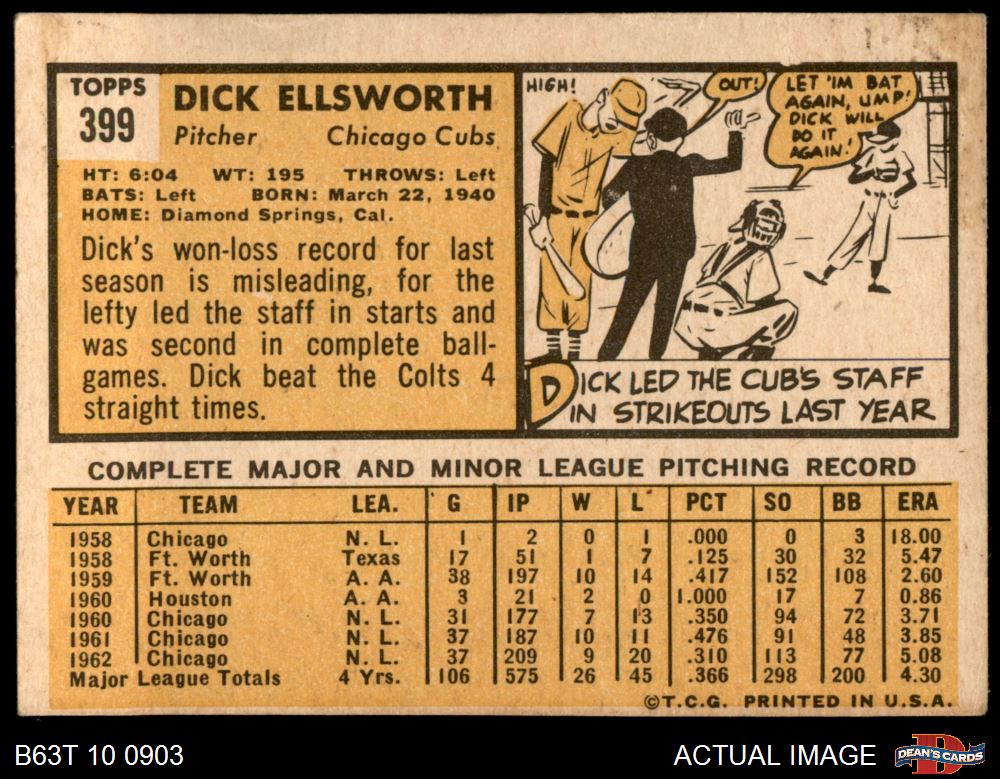 TOPPS
399
DICK ELLSWORTH
Pitcher Chicago Cubs
HT: 6:04 WT: 195 THROWS: Left
BATS: Left BORN: March 22, 1940
HOME: Diamond Springs, Cal.
Dick's won-loss record for last
season is misleading, for the
lefty led the staff in starts and
was second in complete ball-
games. Dick beat the Colts 4
straight times.
HIGH!
OUT!
LET 'IM BAT
AGAIN, UMP!
DICK WILL
DO IT
AGAIN!
DICK LED THE CUB'S STAFF
IN STRIKEOUTS LAST YEAR
COMPLETE MAJOR AND MINOR LEAGUE PITCHING RECORD
YEAR TEAM LEA. G IP W L PCT SO BB ERA
1958 Chicago N. L. 1 2 0 1 .000 0 3 18.00
1958 Ft. Worth Texas 17 51 1 7 .125 30 32 5.47
1959 Ft. Worth A. A. 38 197 10 14 .417 152 108 2.60
1960 Houston A. A. 3 21 2 0 1.000 17 7 0.86
1960 Chicago N. L. 31 177 7 13 .350 94 72 3.71
1961 Chicago N. L. 37 187 10 11 .476 91 48 3.85
1962 Chicago N. L. 37 209 9 20 .310 113 77 5.08
Major League Totals 4 Yrs. 106 575 26 45 .366 298 200 4.30
©T.C.G. PRINTED IN U.S.A.
B63T 10 0903 ACTUAL IMAGE
DEAN'S CARDS